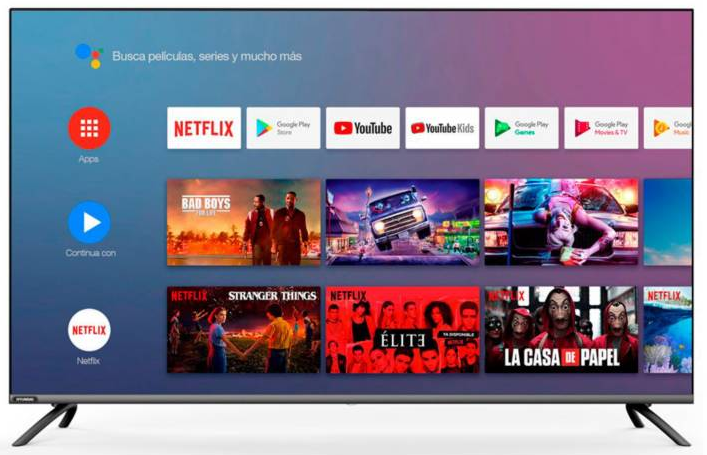 Busca películas, series y mucho más
NETFLIX
Google Play
Store
YouTube
YouTube Kids
Google Play
Games
Google Play
Movies & TV
Google
Music
Apps
BAD BOYS
FOR LIFE
Continua con
NETFLIX
STRANGER THINGS
NETFLIX
ÉLITƎ
YA DISPONIBLE
NETFLIX
LA CASA DE PAPEL
NETFLIX
NETFLIX
Netflix
HYUNDAI